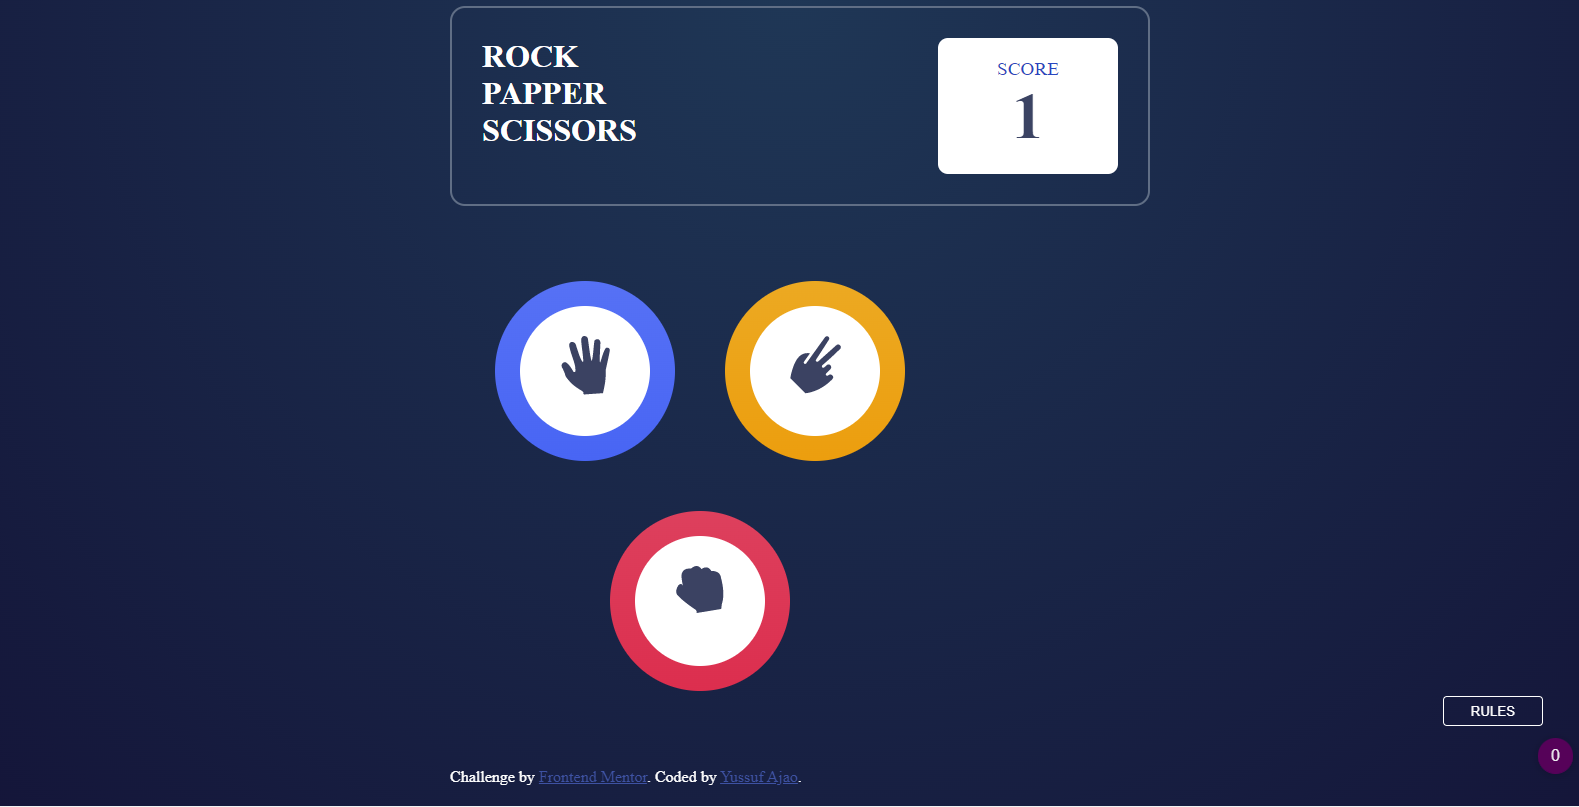 ROCK
PAPPER
SCISSORS
SCORE
1
RULES
0
Challenge by Frontend Mentor. Coded by Yussuf Ajao.